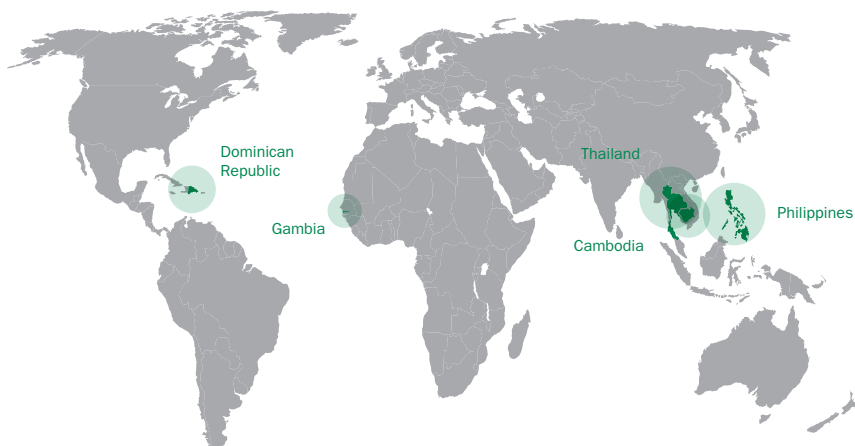 Dominican
Republic
Thailand
Philippines
Gambia
Cambodia